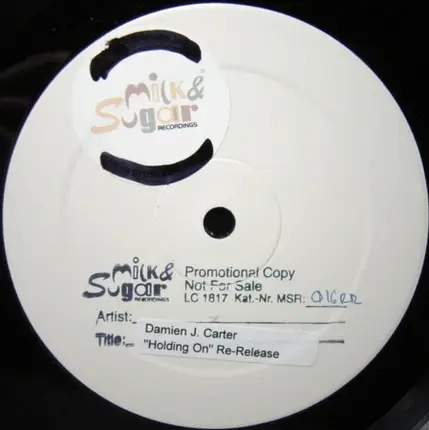 milk &
Sugar
RECORDINGS
milk &
Sugar
RECORDINGS
Promotional Copy
Not For Sale
LC 1817 Kat.-Nr. MSR: 016RR
Artist:
Damien J. Carter
Title:
"Holding On" Re-Release